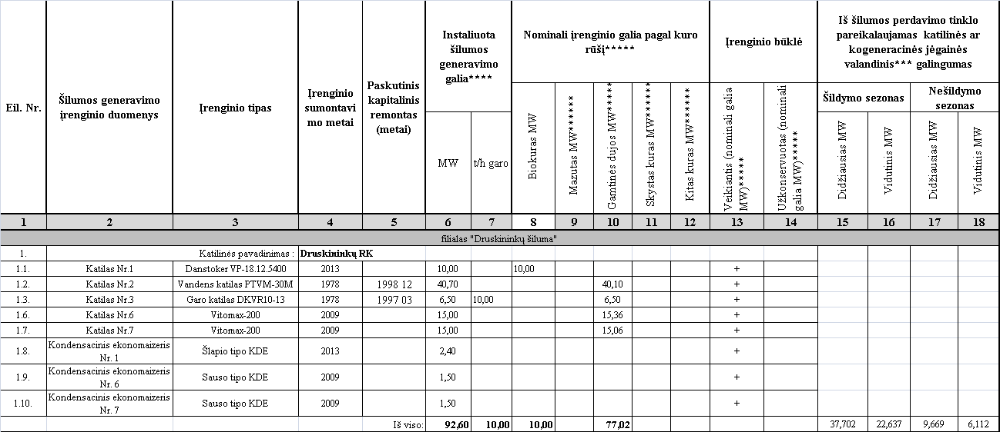 Eil. Nr.
Šilumos generavimo
įrenginio duomenys
Įrenginio tipas
Įrenginio
sumontavi
mo metai
Paskutinis
kapitalinis
remontas
(metai)
Instaliuota
šilumos
generavimo
galia****
MW
t/h garo
Nominali įrenginio galia pagal kuro
rūšį*****
Biokuras MW
Mazutas MW******
Gamtinės dujos MW******
Skystas kuras MW******
Kitas kuras MW******
Įrenginio būklė
Veikiantis (nominali galia
MW)*****
Užkonservuotas (nominali
galia MW)*****
Iš šilumos perdavimo tinklo
pareikalaujamas katilinės ar
kogeneracinės jėgainės
valandinis*** galingumas
Šildymo sezonas
Nešildymo
sezonas
Didžiausias MW
Vidutinis MW
Didžiausias MW
Vidutinis MW
1 2 3 4 5 6 7 8 9 10 11 12 13 14 15 16 17 18
filialas "Druskininkų šiluma"
1. Katilinės pavadinimas : Druskininkų RK
1.1. Katilas Nr.1 Danstoker VP-18.12.5400 2013 10,00 10,00 +
1.2. Katilas Nr.2 Vandens katilas PTVM-30M 1978 1998 12 40,70 40,10 +
1.3. Katilas Nr.3 Garo katilas DKVR10-13 1978 1997 03 6,50 10,00 6,50 +
1.6. Katilas Nr.6 Vitomax-200 2009 15,00 15,36 +
1.7. Katilas Nr.7 Vitomax-200 2009 15,00 15,06 +
1.8. Kondensacinis ekonomaizeris
Nr. 1 Šlapio tipo KDE 2013 2,40 +
1.9. Kondensacinis ekonomaizeris
Nr. 6 Sauso tipo KDE 2009 1,50 +
1.10. Kondensacinis ekonomaizeris
Nr. 7 Sauso tipo KDE 2009 1,50 +
Iš viso: 92,60 10,00 10,00 77,02 37,702 22,637 9,669 6,112